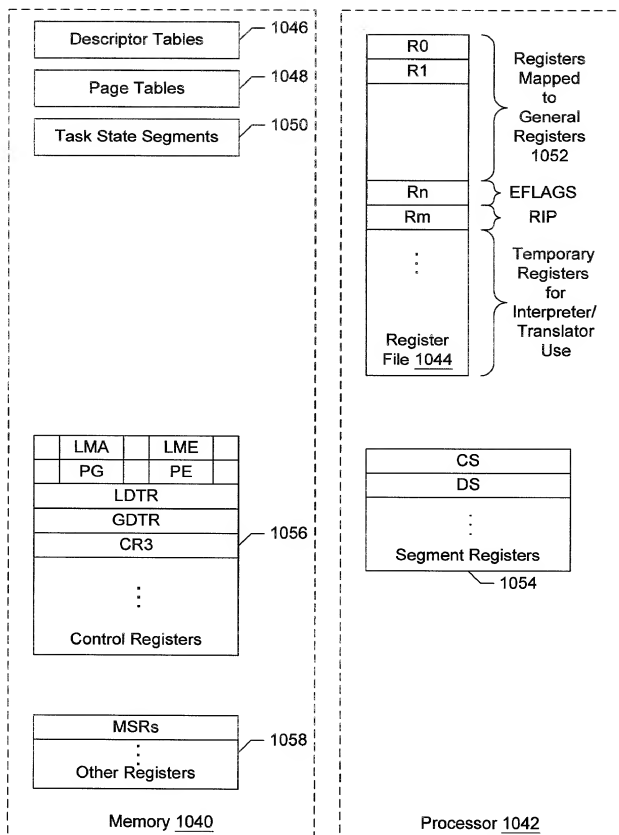 Descriptor Tables
1046
Page Tables
1048
Task State Segments
1050
LMA
LME
PG
PE
LDTR
GDTR
CR3
1056
Control Registers
MSRs
1058
Other Registers
Memory 1040
R0
R1
Registers
Mapped
to
General
Registers
1052
Rn
EFLAGS
Rm
RIP
Temporary
Registers
for
Interpreter/
Translator
Use
Register
File 1044
CS
DS
Segment Registers
1054
Processor 1042